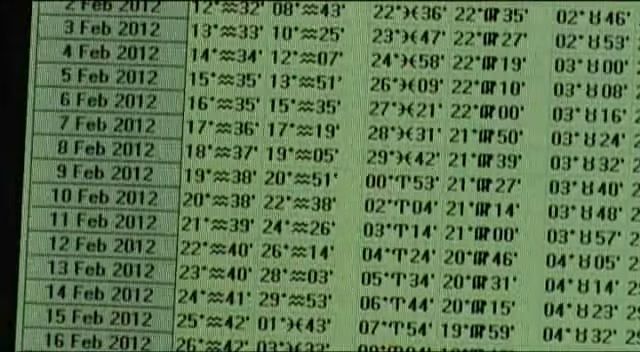 2 Feb 2012 12°♒32' 08°♒43' 22°♓36' 22°♍35' 02°♉46'
3 Feb 2012 13°♒33' 10°♒25' 23°♓47' 22°♍27' 02°♉53'
4 Feb 2012 14°♒34' 12°♒07' 24°♓58' 22°♍19' 03°♉00'
5 Feb 2012 15°♒35' 13°♒51' 26°♓09' 22°♍10' 03°♉08'
6 Feb 2012 16°♒35' 15°♒35' 27°♓21' 22°♍00' 03°♉16'
7 Feb 2012 17°♒36' 17°♒19' 28°♓31' 21°♍50' 03°♉24'
8 Feb 2012 18°♒37' 19°♒05' 29°♓42' 21°♍39' 03°♉32'
9 Feb 2012 19°♒38' 20°♒51' 00°♈53' 21°♍27' 03°♉40'
10 Feb 2012 20°♒38' 22°♒38' 02°♈04' 21°♍14' 03°♉48'
11 Feb 2012 21°♒39' 24°♒26' 03°♈14' 21°♍00' 03°♉57'
12 Feb 2012 22°♒40' 26°♒14' 04°♈24' 20°♍46' 04°♉05'
13 Feb 2012 23°♒40' 28°♒03' 05°♈34' 20°♍31' 04°♉14'
14 Feb 2012 24°♒41' 29°♒53' 06°♈44' 20°♍15' 04°♉23'
15 Feb 2012 25°♒42' 01°♓43' 07°♈54' 19°♍59' 04°♉32'
16 Feb 2012 26°♒42' 03°♓33'